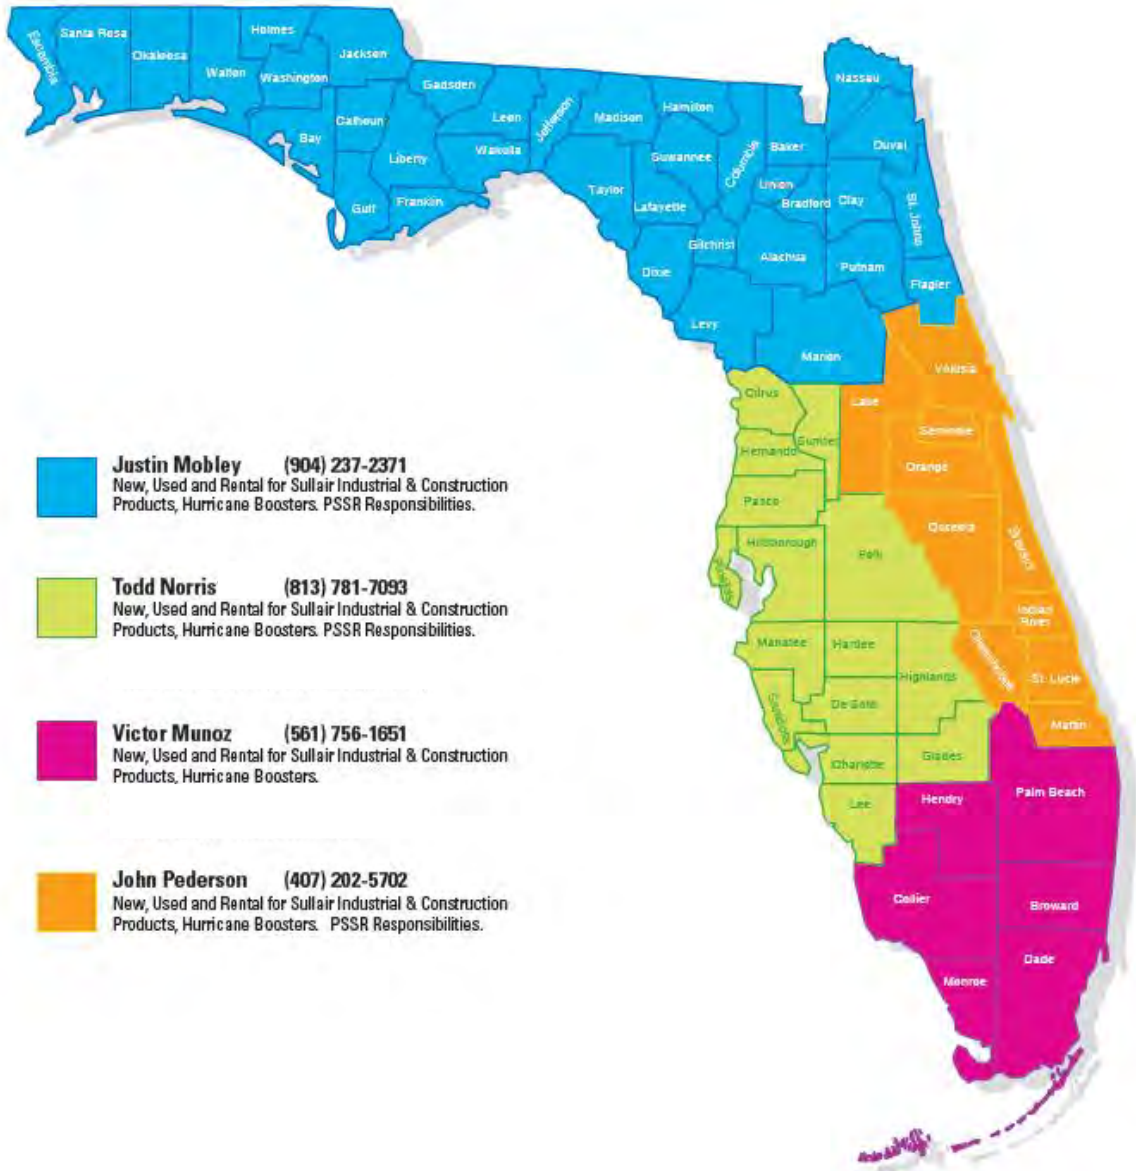 Escambia
Santa Rosa
Okaloosa
Walton
Holmes
Washington
Jackson
Bay
Calhoun
Gulf
Liberty
Franklin
Gadsden
Leon
Wakulla
Jefferson
Madison
Taylor
Hamilton
Suwannee
Lafayette
Dixie
Columbia
Gilchrist
Levy
Baker
Union
Bradford
Alachua
Marion
Nassau
Duval
Clay
St. Johns
Putnam
Flagler
Citrus
Sumter
Hernando
Pasco
Hillsborough
Pinellas
Polk
Manatee
Hardee
Highlands
Sarasota
De Soto
Charlotte
Glades
Lee
Volusia
Lake
Seminole
Orange
Osceola
Brevard
Indian
River
Okeechobee
St. Lucie
Martin
Hendry
Palm Beach
Collier
Broward
Dade
Monroe
Justin Mobley (904) 237-2371
New, Used and Rental for Sullair Industrial & Construction
Products, Hurricane Boosters. PSSR Responsibilities.
Todd Norris (813) 781-7093
New, Used and Rental for Sullair Industrial & Construction
Products, Hurricane Boosters. PSSR Responsibilities.
Victor Munoz (561) 756-1651
New, Used and Rental for Sullair Industrial & Construction
Products, Hurricane Boosters.
John Pederson (407) 202-5702
New, Used and Rental for Sullair Industrial & Construction
Products, Hurricane Boosters. PSSR Responsibilities.